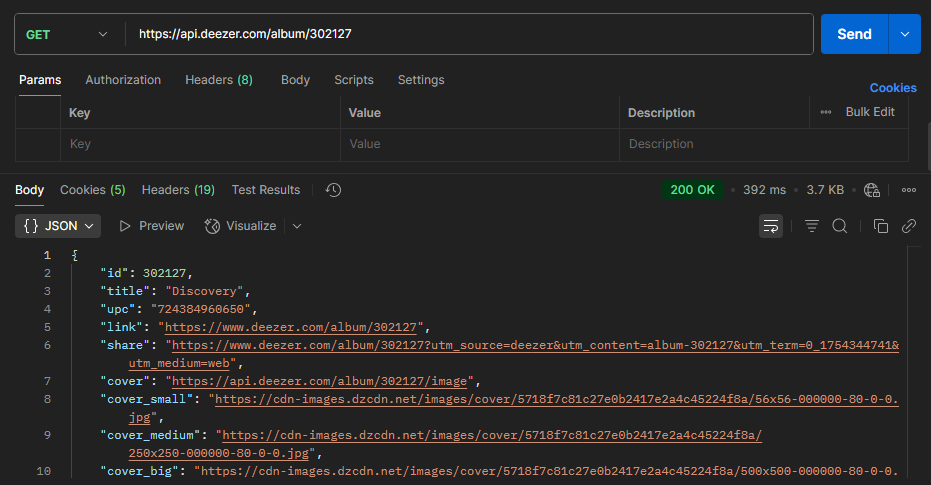 GET https://api.deezer.com/album/302127 Send
Params Authorization Headers (8) Body Scripts Settings Cookies
Key Value Description ••• Bulk Edit
Key Value Description
Body Cookies (5) Headers (19) Test Results 200 OK • 392 ms • 3.7 KB •
{} JSON Preview Visualize
1 {
2 "id": 302127,
3 "title": "Discovery",
4 "upc": "724384960650",
5 "link": "https://www.deezer.com/album/302127",
6 "share": "https://www.deezer.com/album/302127?utm_source=deezer&utm_content=album-302127&utm_term=0_1754344741&
utm_medium=web",
7 "cover": "https://api.deezer.com/album/302127/image",
8 "cover_small": "https://cdn-images.dzcdn.net/images/cover/5718f7c81c27e0b2417e2a4c45224f8a/56x56-000000-80-0-0.
jpg",
9 "cover_medium": "https://cdn-images.dzcdn.net/images/cover/5718f7c81c27e0b2417e2a4c45224f8a/
250x250-000000-80-0-0.jpg",
10 "cover_big": "https://cdn-images.dzcdn.net/images/cover/5718f7c81c27e0b2417e2a4c45224f8a/500x500-000000-80-0-0.